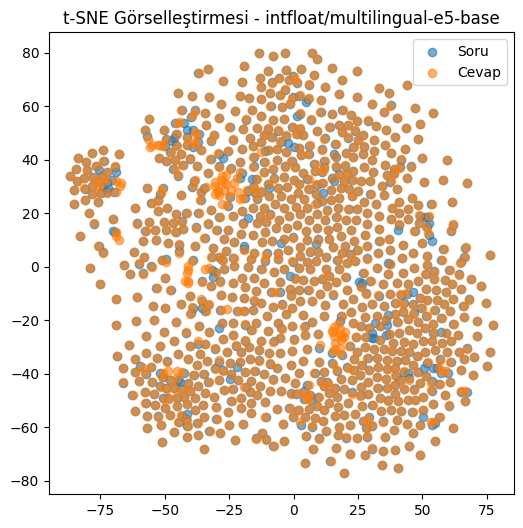 t-SNE Görselleştirmesi - intfloat/multilingual-e5-base
Soru
Cevap
80
60
40
20
0
−20
−40
−60
−80
−75 −50 −25 0 25 50 75